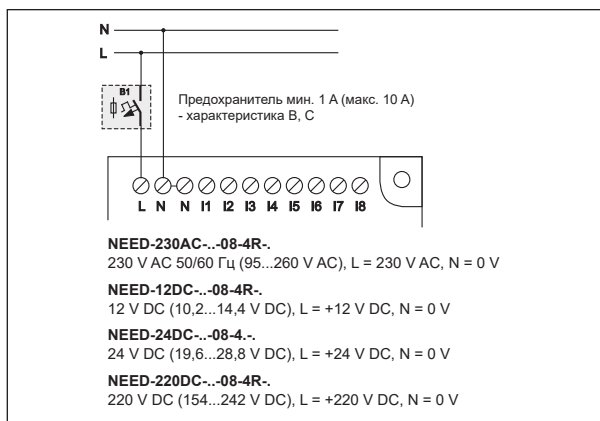 N
L
B1
Предохранитель мин. 1 А (макс. 10 А)
- характеристика B, C
L N N I1 I2 I3 I4 I5 I6 I7 I8
NEED-230AC-..-08-4R-.
230 V AC 50/60 Гц (95...260 V AC), L = 230 V AC, N = 0 V
NEED-12DC-..-08-4R-.
12 V DC (10,2...14,4 V DC), L = +12 V DC, N = 0 V
NEED-24DC-..-08-4.-.
24 V DC (19,6...28,8 V DC), L = +24 V DC, N = 0 V
NEED-220DC-..-08-4R-.
220 V DC (154...242 V DC), L = +220 V DC, N = 0 V